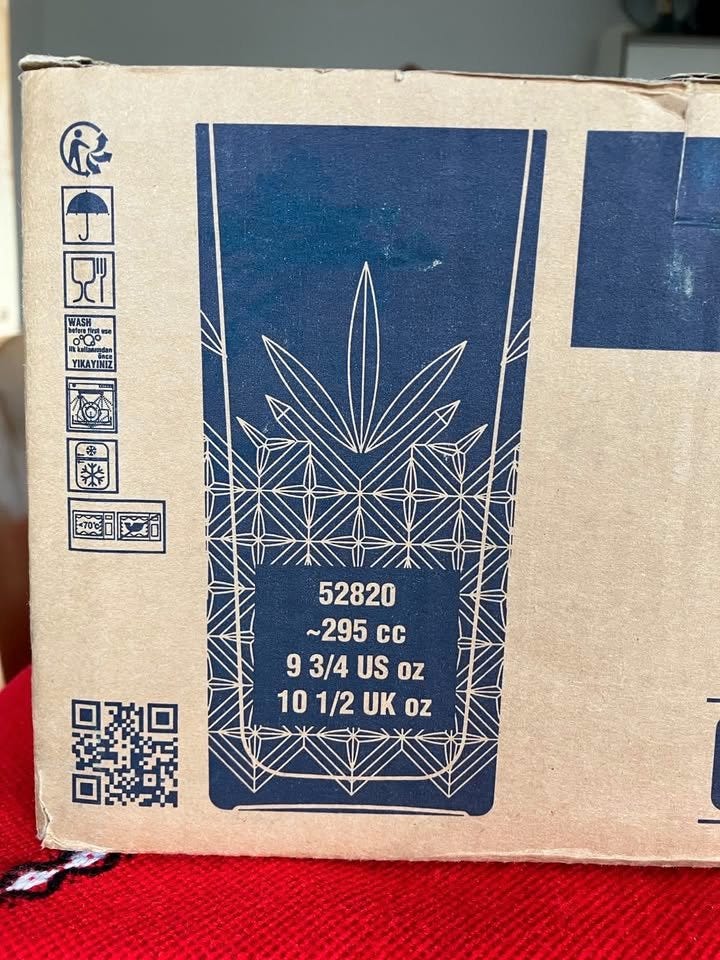 WASH
before first use
ilk kullanımdan
önce
YIKAYINIZ
<70°C
52820
~295 cc
9 3/4 US oz
10 1/2 UK oz